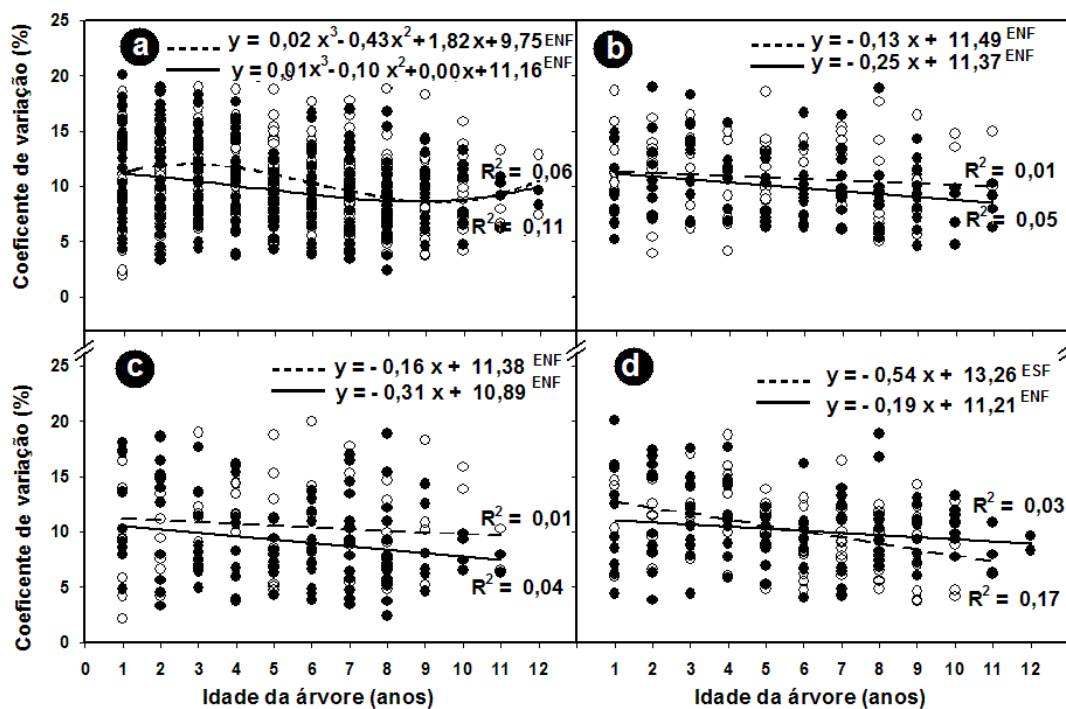 a
y = 0,02 x³-0,43x²+1,82x+9,75 ENF
y = 0,01x³-0,10 x²+0,00x+11,16 ENF
b
y = - 0,13 x + 11,49 ENF
y = - 0,25 x + 11,37 ENF
Coeficente de variação (%)
25
20
15
10
5
0
R² = 0,06
R² = 0,11
R² = 0,01
R² = 0,05
c
y = - 0,16 x + 11,38 ENF
y = - 0,31 x + 10,89 ENF
d
y = - 0,54 x + 13,26 ESF
y = - 0,19 x + 11,21 ENF
Coeficente de variação (%)
25
20
15
10
5
0
R² = 0,01
R² = 0,04
R² = 0,03
R² = 0,17
0 1 2 3 4 5 6 7 8 9 10 11 12
1 2 3 4 5 6 7 8 9 10 11 12
Idade da árvore (anos)
Idade da árvore (anos)